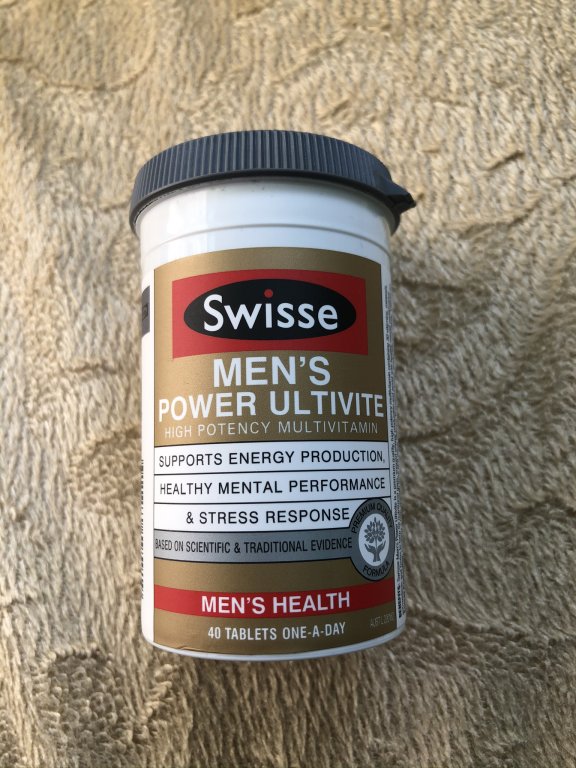 Swisse
MEN'S
POWER ULTIVITE
HIGH POTENCY MULTIVITAMIN
SUPPORTS ENERGY PRODUCTION,
HEALTHY MENTAL PERFORMANCE
& STRESS RESPONSE
BASED ON SCIENTIFIC & TRADITIONAL EVIDENCE
PREMIUM QUALITY
FORMULA
MEN'S HEALTH
40 TABLETS ONE-A-DAY